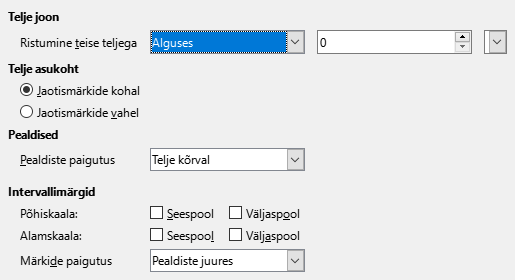 Telje joon
Ristumine teise teljega Alguses 0
Telje asukoht
Jaotismärkide kohal
Jaotismärkide vahel
Pealdised
Pealdiste paigutus Telje kõrval
Intervallimärgid
Põhiskaala: Seespool Väljaspool
Alamskaala: Seespool Väljaspool
Märkide paigutus Pealdiste juures